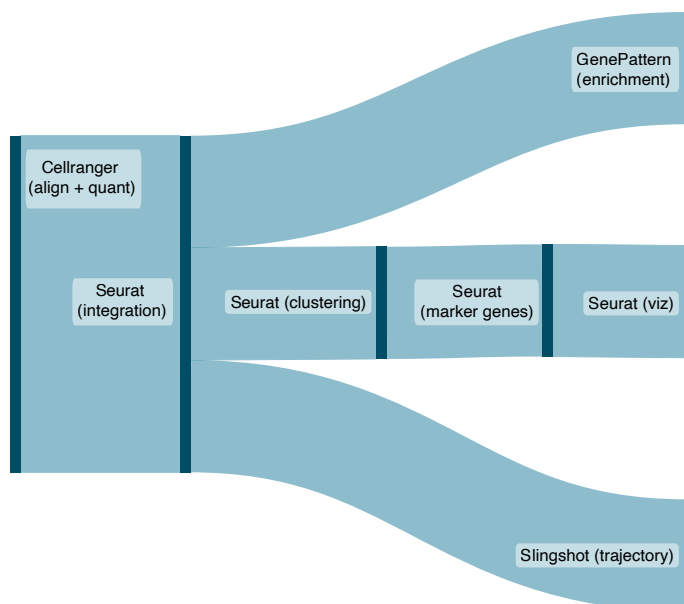 GenePattern
(enrichment)
Cellranger
(align + quant)
Seurat
(integration)
Seurat (clustering)
Seurat
(marker genes)
Seurat (viz)
Slingshot (trajectory)